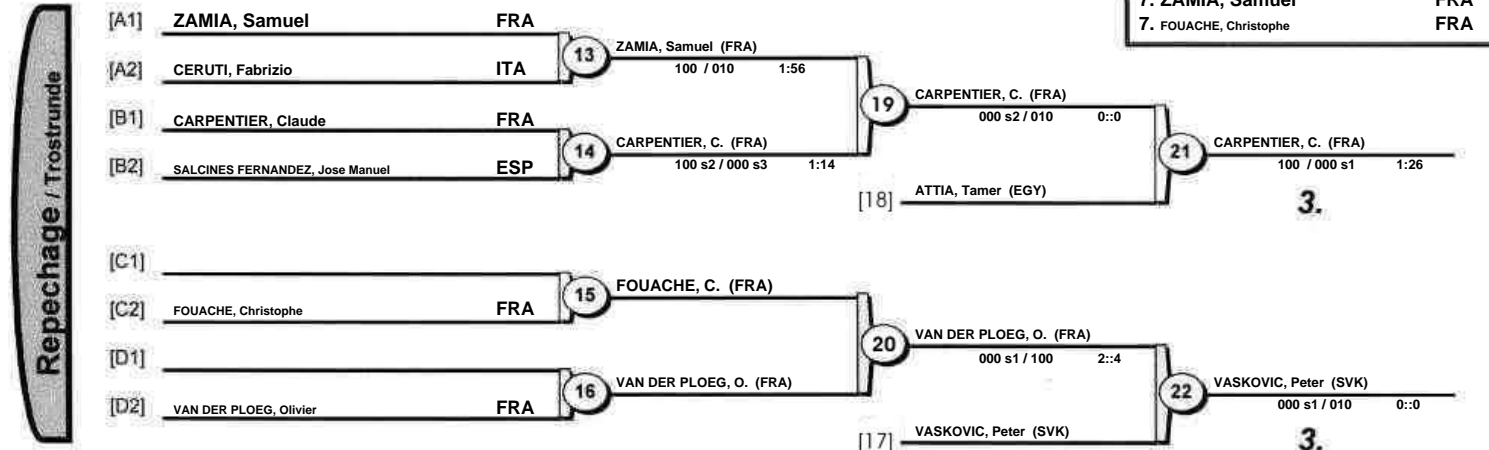 7. ZAMIA, Samuel FRA
7. FOUACHE, Christophe FRA
Repechage / Trostrunde
[A1] ZAMIA, Samuel FRA
[A2] CERUTI, Fabrizio ITA
13
ZAMIA, Samuel (FRA)
100 / 010 1:56
[B1] CARPENTIER, Claude FRA
[B2] SALCINES FERNANDEZ, Jose Manuel ESP
14
CARPENTIER, C. (FRA)
100 s2 / 000 s3 1:14
19
CARPENTIER, C. (FRA)
000 s2 / 010 0::0
[18] ATTIA, Tamer (EGY)
21
CARPENTIER, C. (FRA)
100 / 000 s1 1:26
3.
[C1]
[C2] FOUACHE, Christophe FRA
15
FOUACHE, C. (FRA)
[D1]
[D2] VAN DER PLOEG, Olivier FRA
16
VAN DER PLOEG, O. (FRA)
20
VAN DER PLOEG, O. (FRA)
000 s1 / 100 2::4
[17] VASKOVIC, Peter (SVK)
22
VASKOVIC, Peter (SVK)
000 s1 / 010 0::0
3.